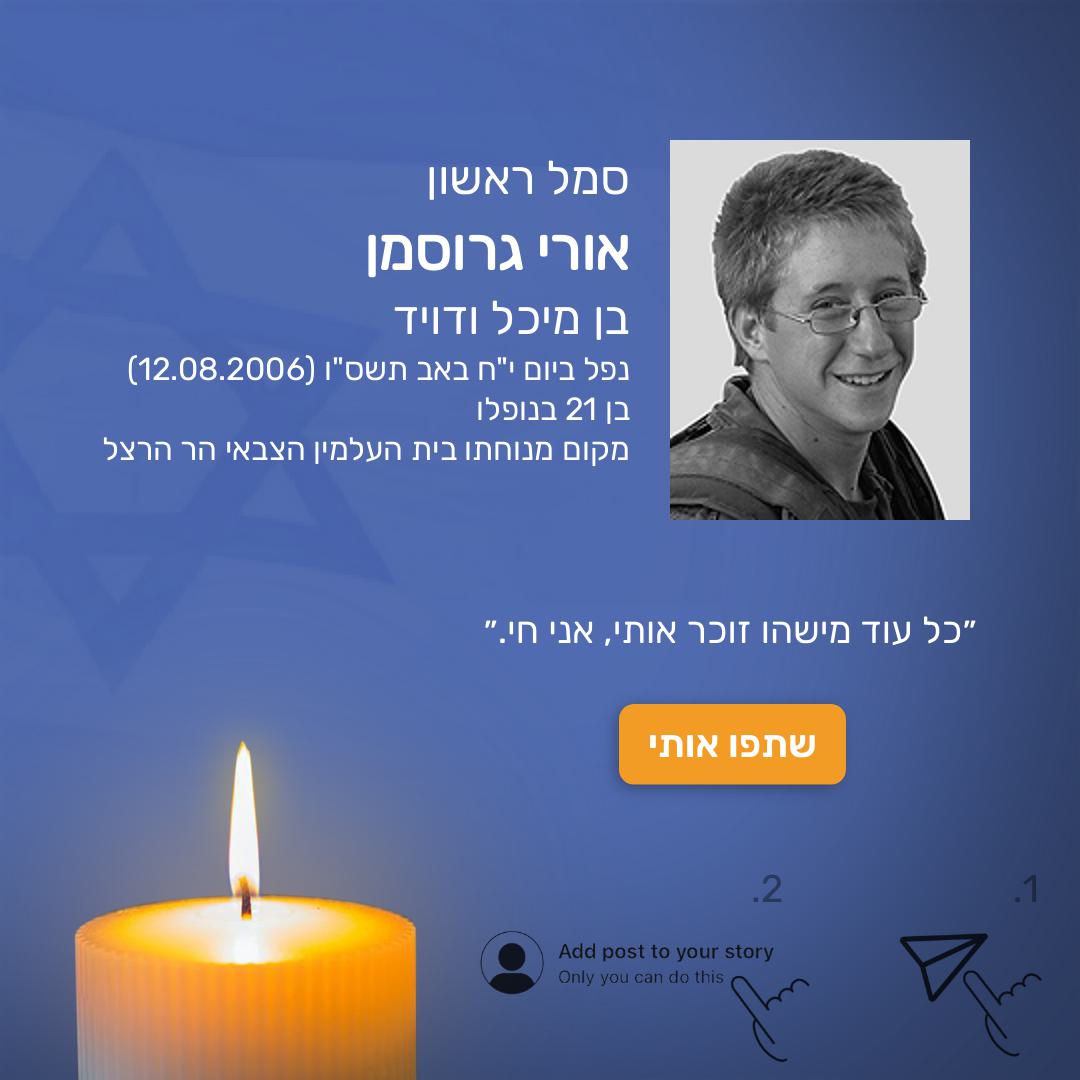 סמל ראשון
אורי גרוסמן
בן מיכל ודויד
נפל ביום י"ח באב תשס"ו (12.08.2006)
בן 21 בנופלו
מקום מנוחתו בית העלמין הצבאי הר הרצל
״כל עוד מישהו זוכר אותי, אני חי.״
שתפו אותי
1.
2.
Add post to your story
Only you can do this